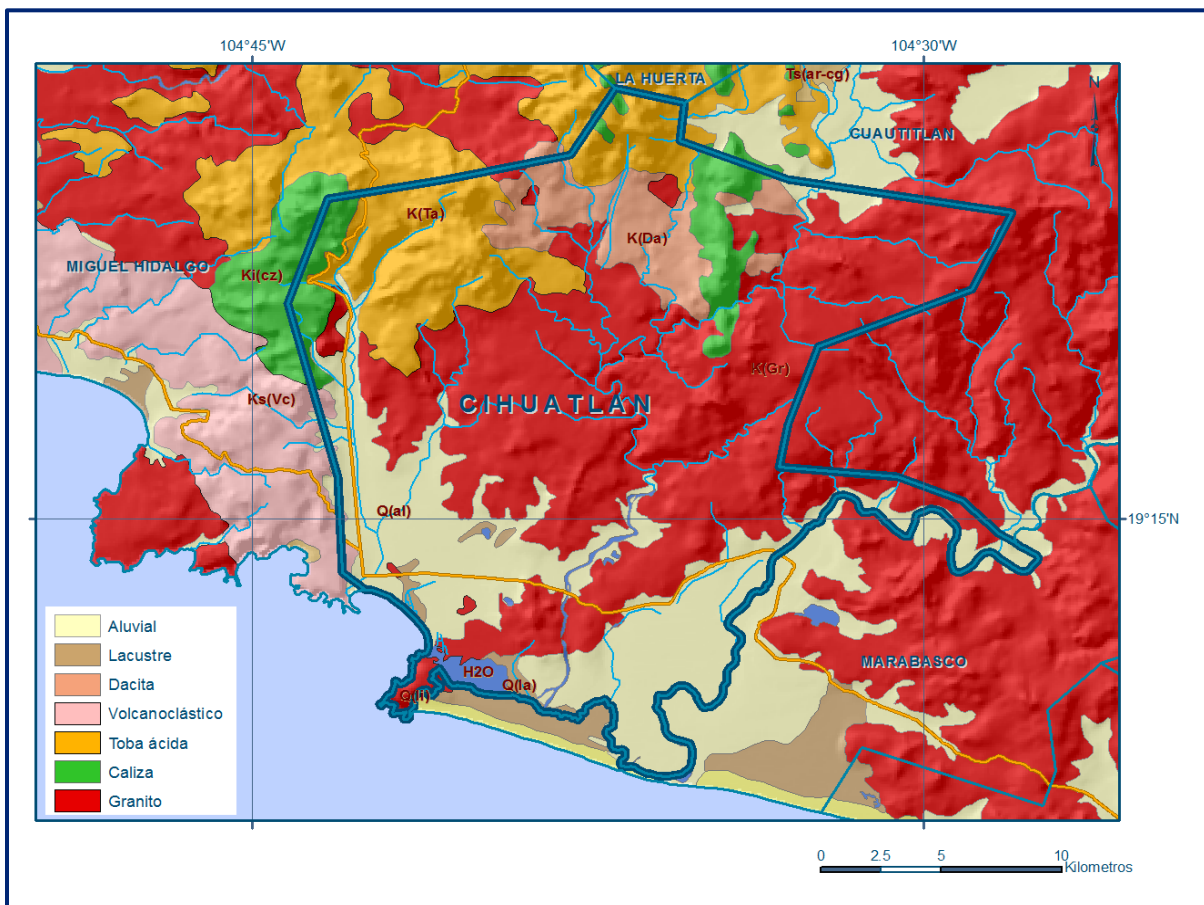 104°45'W
104°30'W
LA HUERTA
Ts(ar-cg)
N
CUAUTITLAN
K(Ta)
K(Da)
MIGUEL HIDALGO
Ki(cz)
K(Gr)
Ks(Vc)
CIHUATLÁN
Q(al)
19°15'N
Aluvial
Lacustre
Dacita
Volcanoclástico
Toba ácida
Caliza
Granito
H2O
Q(la)
Q(li)
MARABASCO
0 2.5 5 10
Kilometros